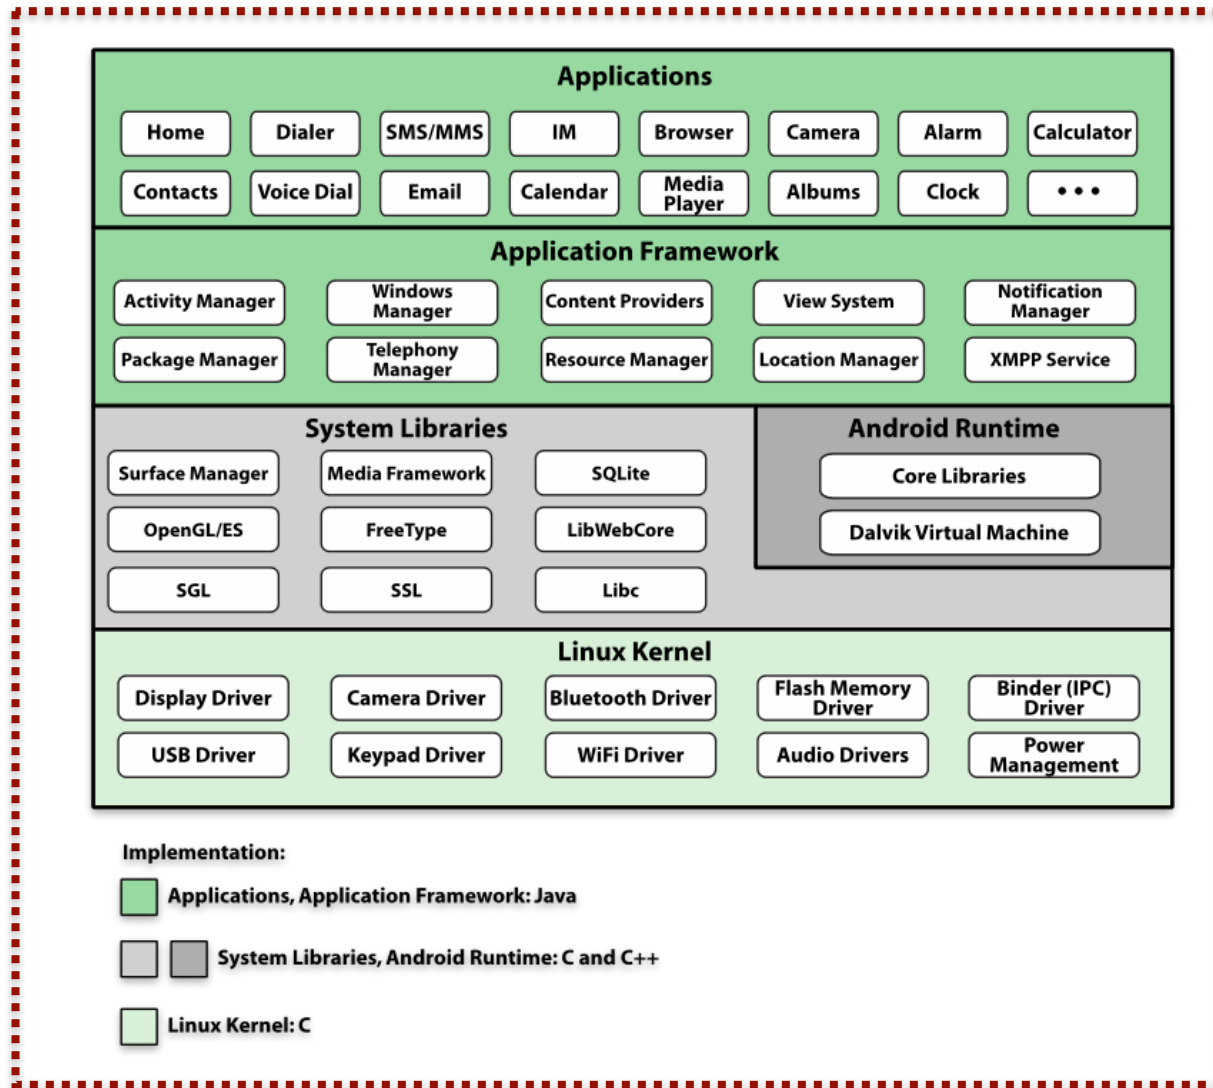 Applications
Home Dialer SMS/MMS IM Browser Camera Alarm Calculator
Contacts Voice Dial Email Calendar Media Player Albums Clock •••
Application Framework
Activity Manager Windows Manager Content Providers View System Notification Manager
Package Manager Telephony Manager Resource Manager Location Manager XMPP Service
System Libraries
Surface Manager Media Framework SQLite
OpenGL/ES FreeType LibWebCore
SGL SSL Libc
Android Runtime
Core Libraries
Dalvik Virtual Machine
Linux Kernel
Display Driver Camera Driver Bluetooth Driver Flash Memory Driver Binder (IPC) Driver
USB Driver Keypad Driver WiFi Driver Audio Drivers Power Management
Implementation:
Applications, Application Framework: Java
System Libraries, Android Runtime: C and C++
Linux Kernel: C